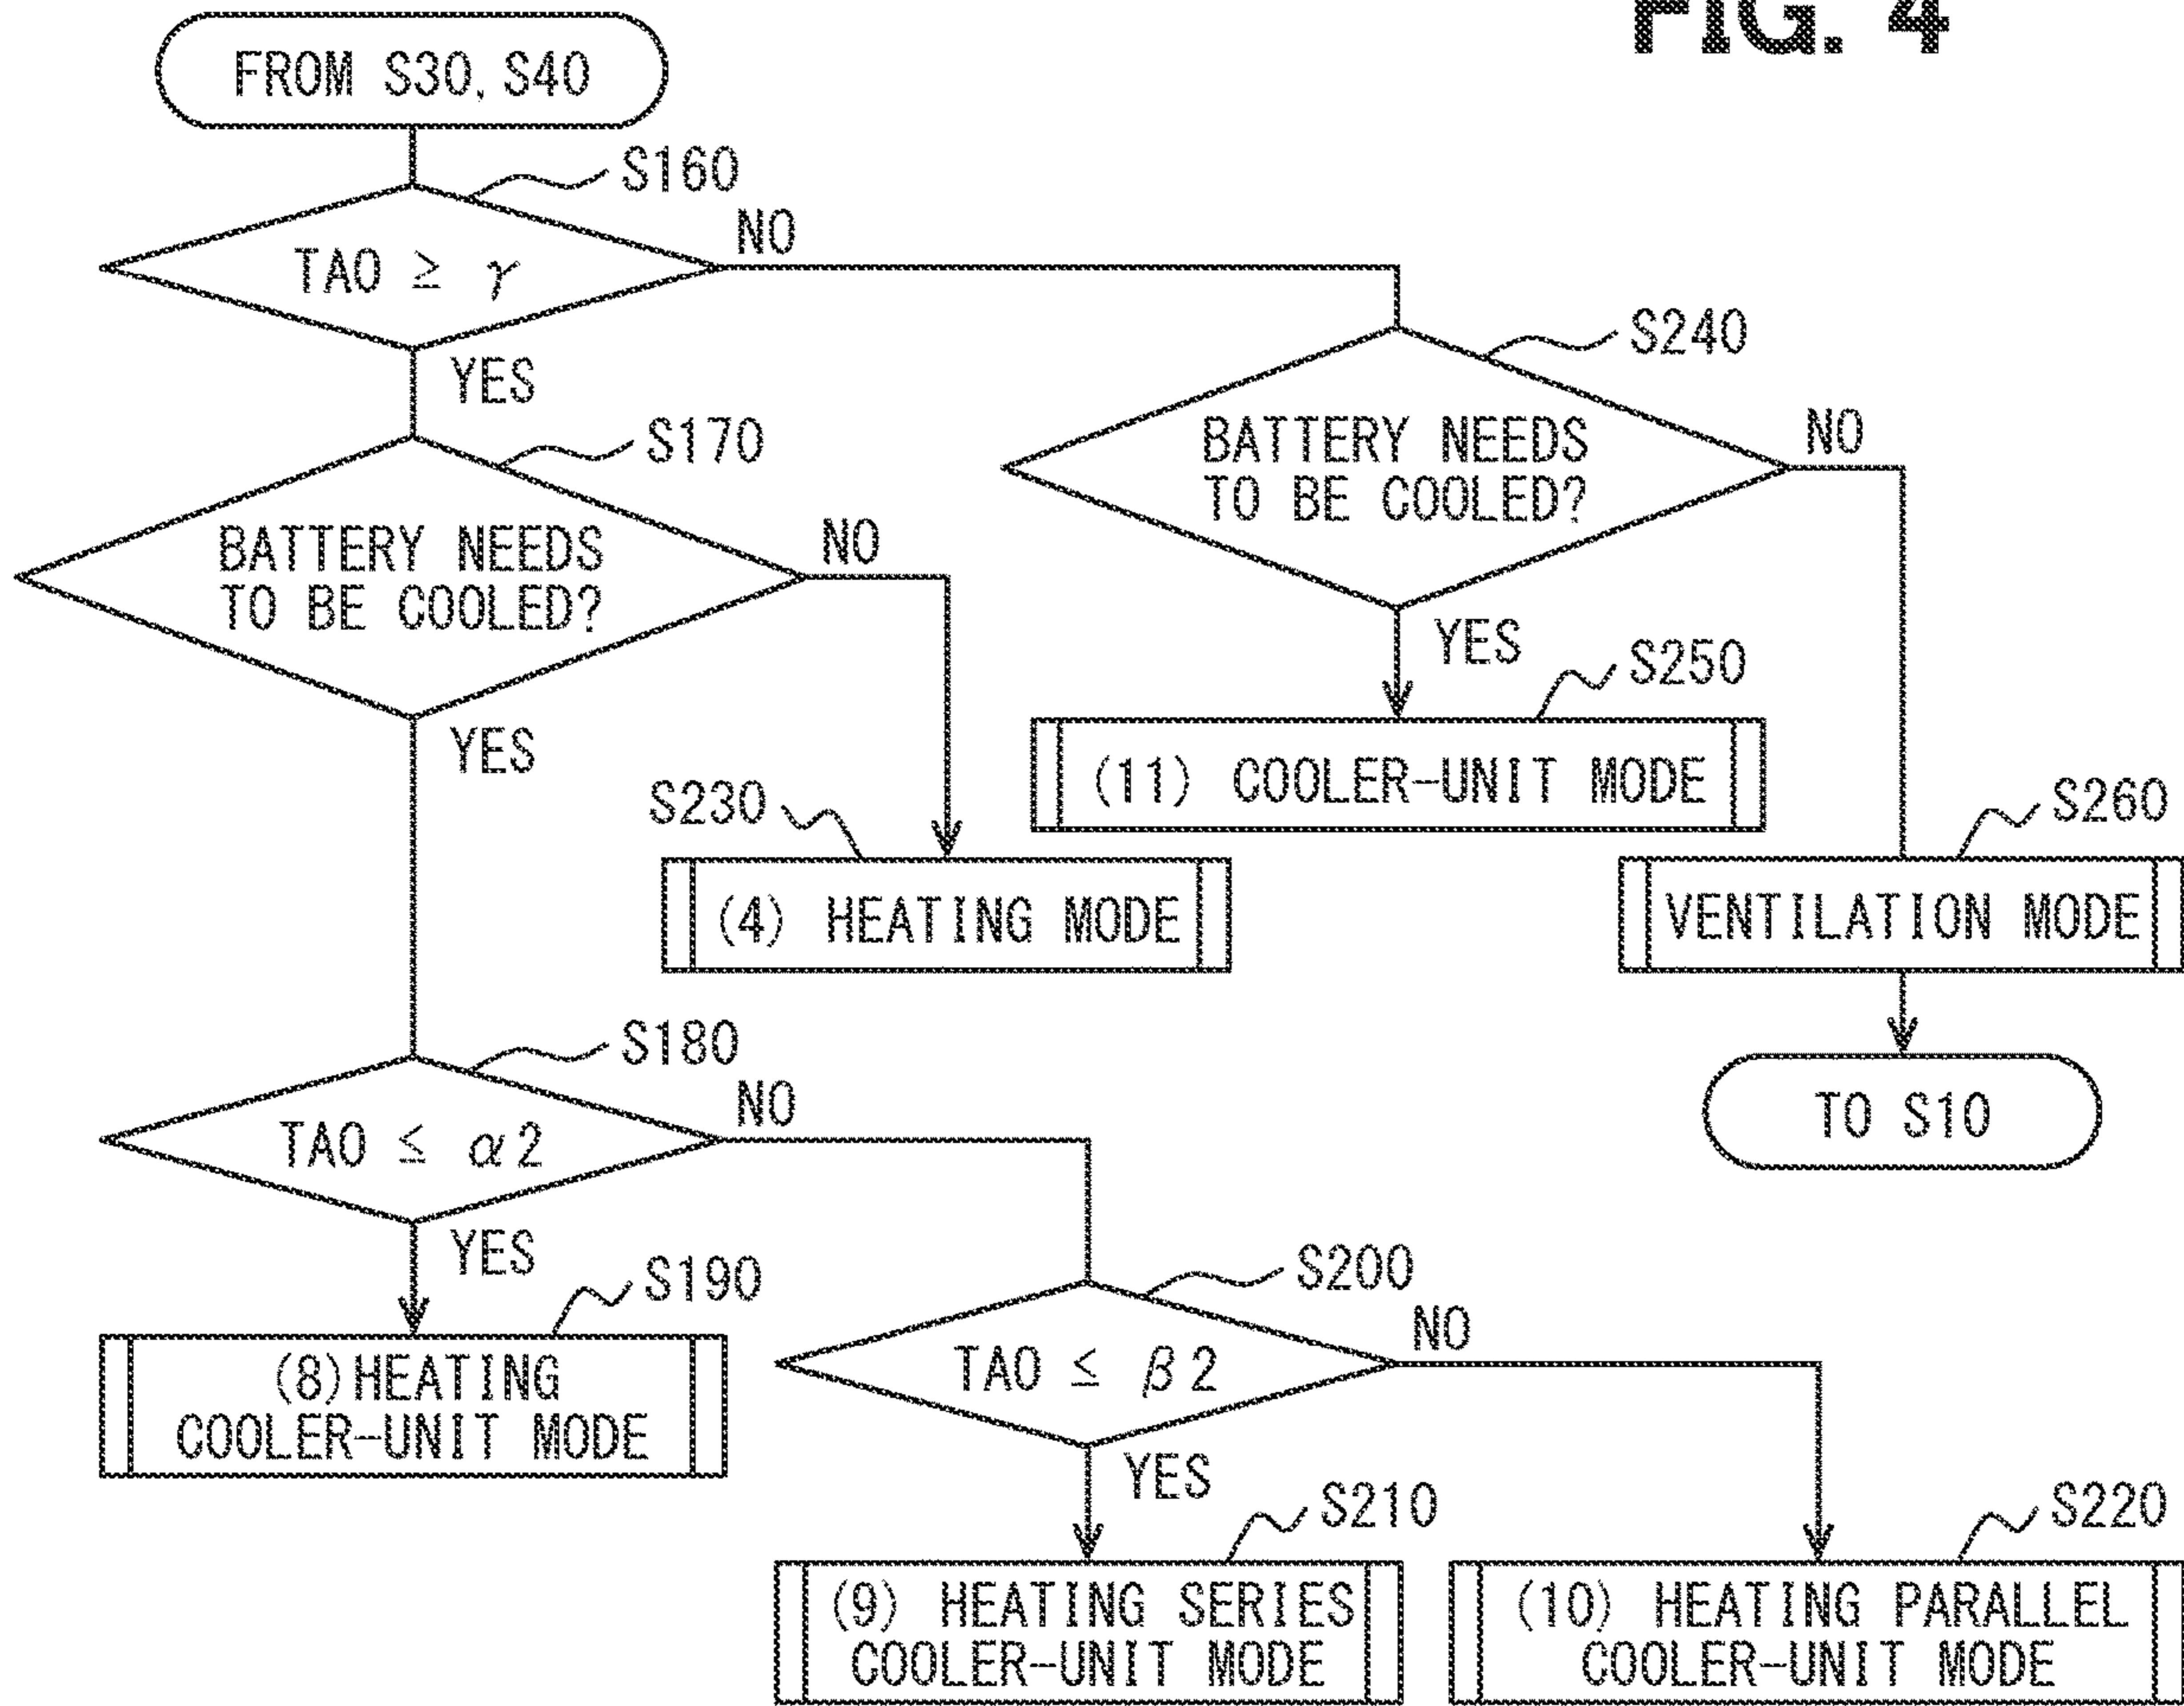 FIG. 4
FROM S30, S40
S160
TAO ≥ γ
NO
YES
S170
BATTERY NEEDS
TO BE COOLED?
NO
YES
S240
BATTERY NEEDS
TO BE COOLED?
NO
YES
S250
(11) COOLER-UNIT MODE
S230
(4) HEATING MODE
S260
VENTILATION MODE
TO S10
S180
TAO ≤ α2
NO
YES
S190
(8)HEATING
COOLER-UNIT MODE
S200
TAO ≤ β2
NO
YES
S210
(9) HEATING SERIES
COOLER-UNIT MODE
S220
(10) HEATING PARALLEL
COOLER-UNIT MODE